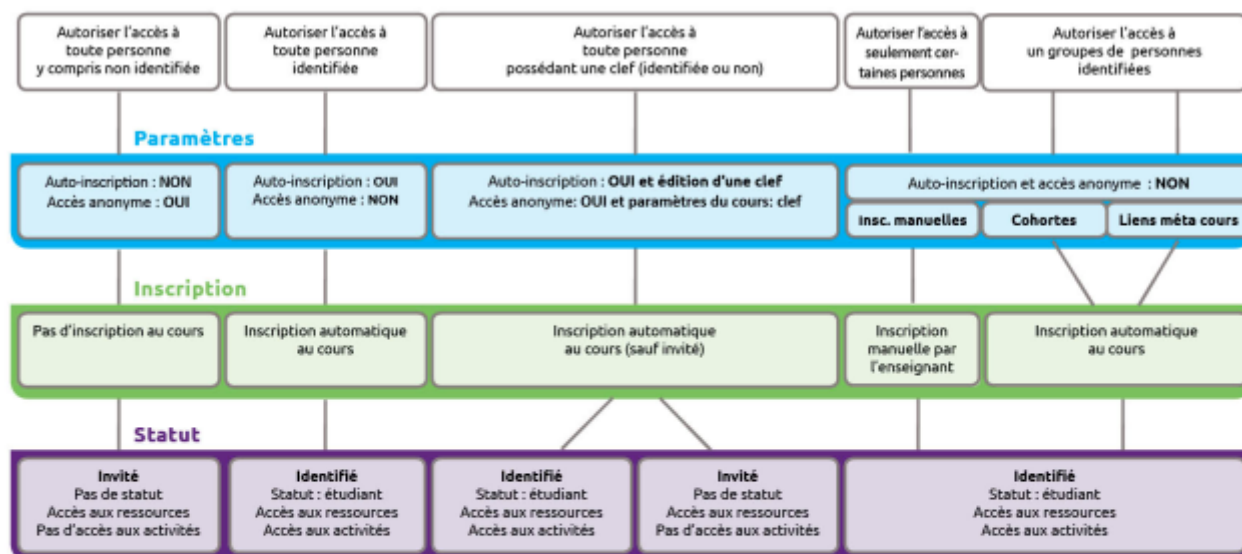 Autoriser l'accès à
toute personne
y compris non identifiée
Autoriser l'accès à
toute personne
identifiée
Autoriser l'accès à
toute personne
possédant une clef (identifiée ou non)
Autoriser l'accès à
seulement cer-
taines personnes
Autoriser l'accès à
un groupes de personnes
identifiées
Paramètres
Auto-inscription : NON
Accès anonyme : OUI
Auto-inscription : OUI
Accès anonyme : NON
Auto-inscription : OUI et édition d'une clef
Accès anonyme: OUI et paramètres du cours: clef
Auto-inscription et accès anonyme : NON
Insc. manuelles
Cohortes
Liens méta cours
Inscription
Pas d'inscription au cours
Inscription automatique
au cours
Inscription automatique
au cours (sauf invité)
Inscription
manuelle par
l'enseignant
Inscription automatique
au cours
Statut
Invité
Pas de statut
Accès aux ressources
Pas d'accès aux activités
Identifié
Statut : étudiant
Accès aux ressources
Accès aux activités
Identifié
Statut : étudiant
Accès aux ressources
Accès aux activités
Invité
Pas de statut
Accès aux ressources
Pas d'accès aux activités
Identifié
Statut : étudiant
Accès aux ressources
Accès aux activités